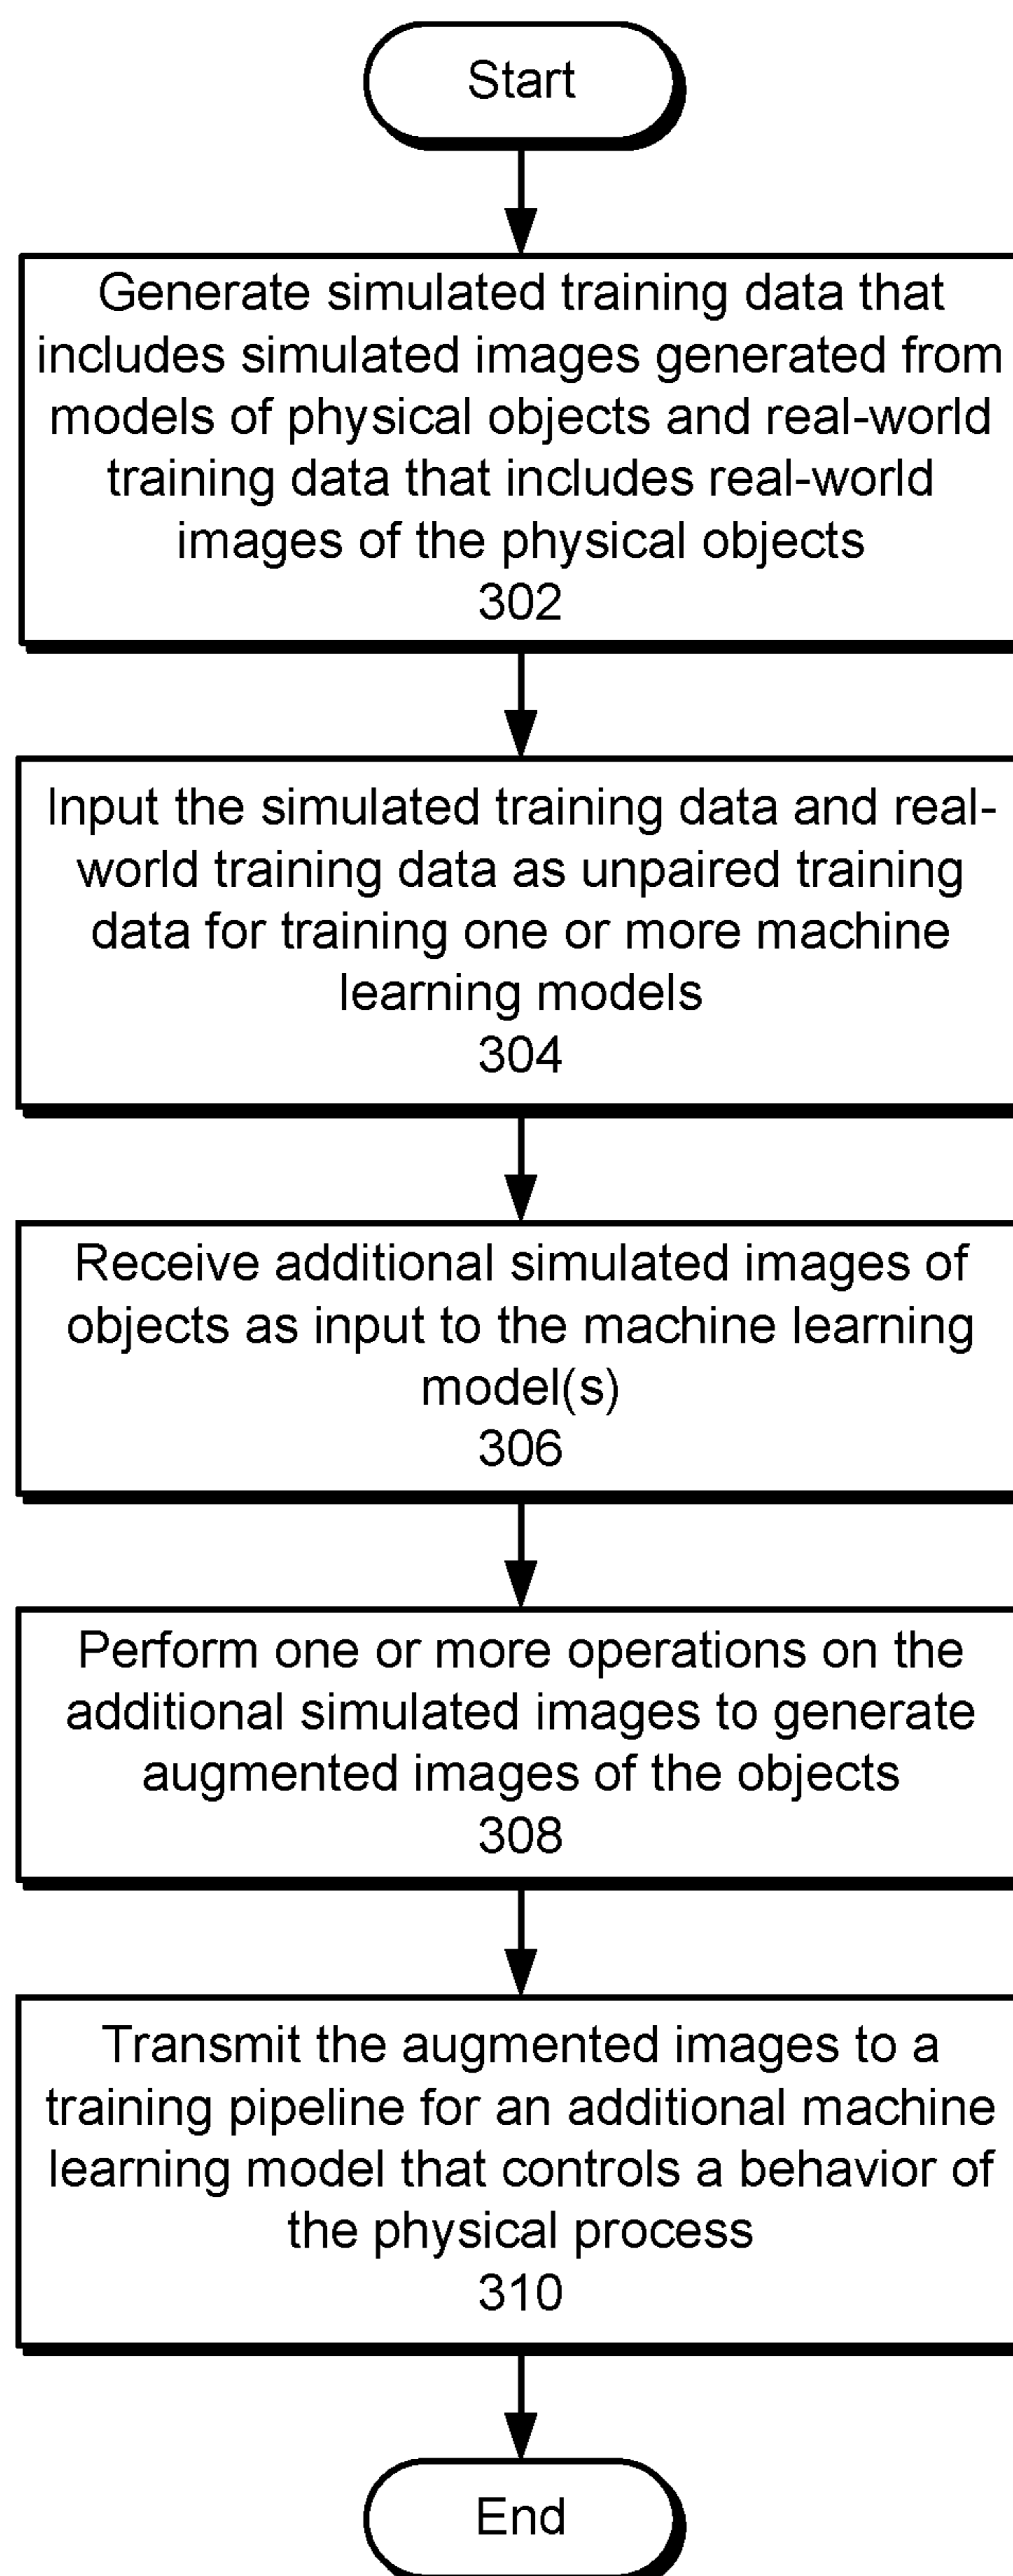 Start
Generate simulated training data that
includes simulated images generated from
models of physical objects and real-world
training data that includes real-world
images of the physical objects
302
Input the simulated training data and real-
world training data as unpaired training
data for training one or more machine
learning models
304
Receive additional simulated images of
objects as input to the machine learning
model(s)
306
Perform one or more operations on the
additional simulated images to generate
augmented images of the objects
308
Transmit the augmented images to a
training pipeline for an additional machine
learning model that controls a behavior of
the physical process
310
End